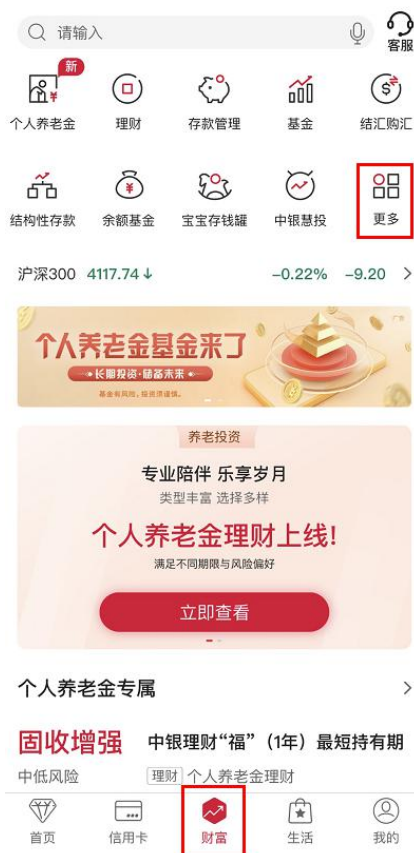 请输入
客服
新
个人养老金 理财 存款管理 基金 结汇购汇
结构性存款 余额基金 宝宝存钱罐 中银慧投 更多
沪深300 4117.74↓ -0.22% -9.20 >
广告
个人养老金基金来了
长期投资·储备未来
基金有风险，投资须谨慎。
养老投资
专业陪伴 乐享岁月
类型丰富 选择多样
个人养老金理财上线!
满足不同期限与风险偏好
立即查看
个人养老金专属 >
固收增强 中银理财“福”（1年）最短持有期
中低风险 理财 个人养老金理财
首页 信用卡 财富 生活 我的